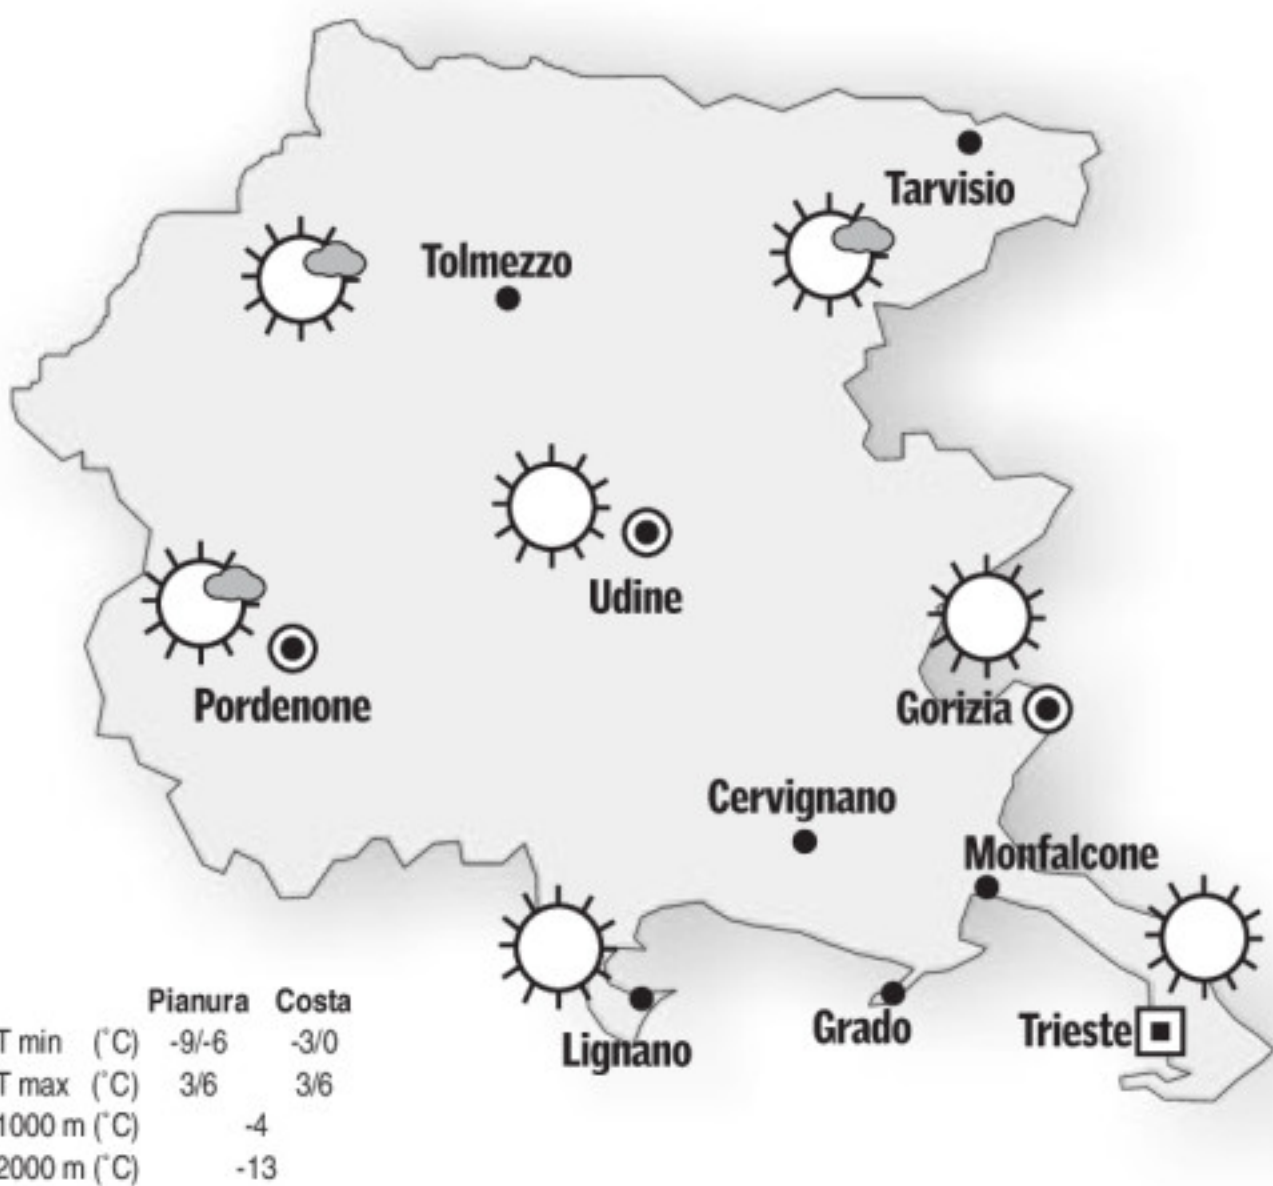 Tarvisio
Tolmezzo
Udine
Pordenone
Gorizia
Cervignano
Monfalcone
Grado
Trieste
Lignano
Pianura Costa
T min (°C) -9/-6 -3/0
T max (°C) 3/6 3/6
1000 m (°C) -4
2000 m (°C) -13